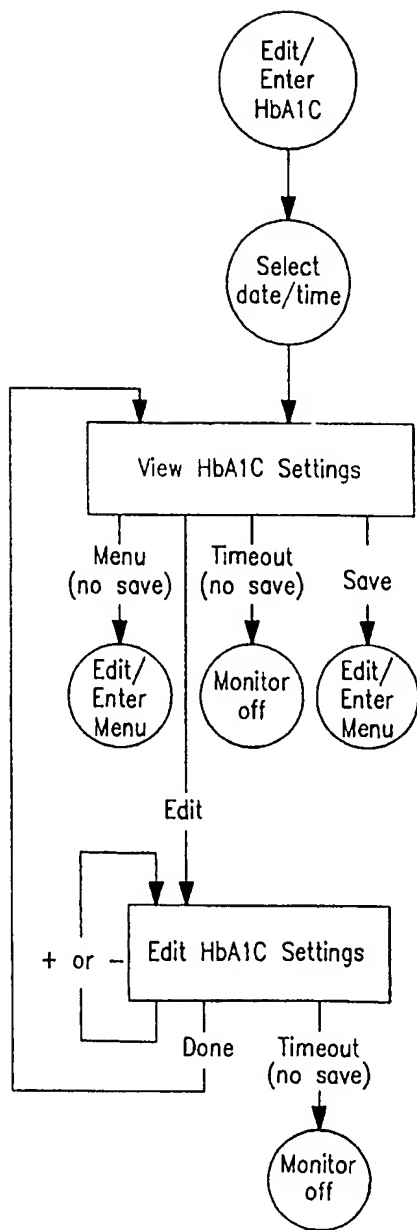 Edit/
Enter
HbA1C
Select
date/time
View HbA1C Settings
Menu
(no save)
Timeout
(no save)
Save
Edit/
Enter
Menu
Monitor
off
Edit/
Enter
Menu
Edit
+ or -
Edit HbA1C Settings
Done
Timeout
(no save)
Monitor
off